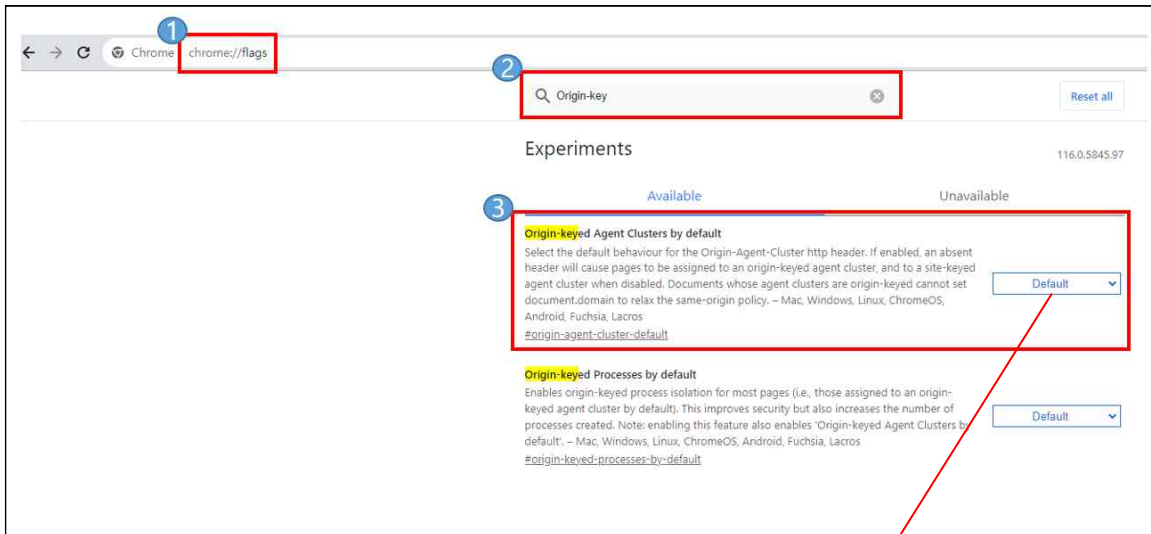 1
Chrome chrome://flags
2
Origin-key
Reset all
Experiments
116.0.5845.97
Available
Unavailable
3
Origin-keyed Agent Clusters by default
Select the default behaviour for the Origin-Agent-Cluster http header. If enabled, an absent
header will cause pages to be assigned to an origin-keyed agent cluster, and to a site-keyed
agent cluster when disabled. Documents whose agent clusters are origin-keyed cannot set
document.domain to relax the same-origin policy. – Mac, Windows, Linux, ChromeOS,
Android, Fuchsia, Lacros
#origin-agent-cluster-default
Default
Origin-keyed Processes by default
Enables origin-keyed process isolation for most pages (i.e., those assigned to an origin-
keyed agent cluster by default). This improves security but also increases the number of
processes created. Note: enabling this feature also enables 'Origin-keyed Agent Clusters by
default'. – Mac, Windows, Linux, ChromeOS, Android, Fuchsia, Lacros
#origin-keyed-processes-by-default
Default